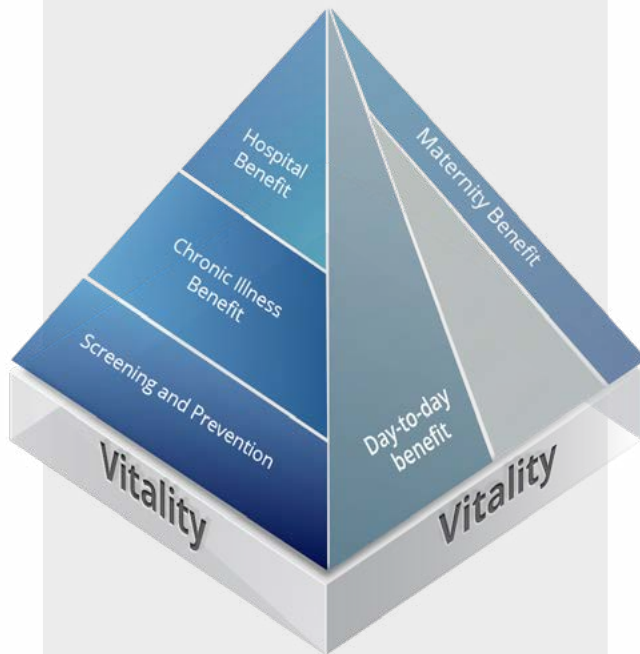 Hospital
Benefit
Chronic Illness
Benefit
Screening and Prevention
Maternity Benefit
Day-to-day
benefit
Vitality
Vitality